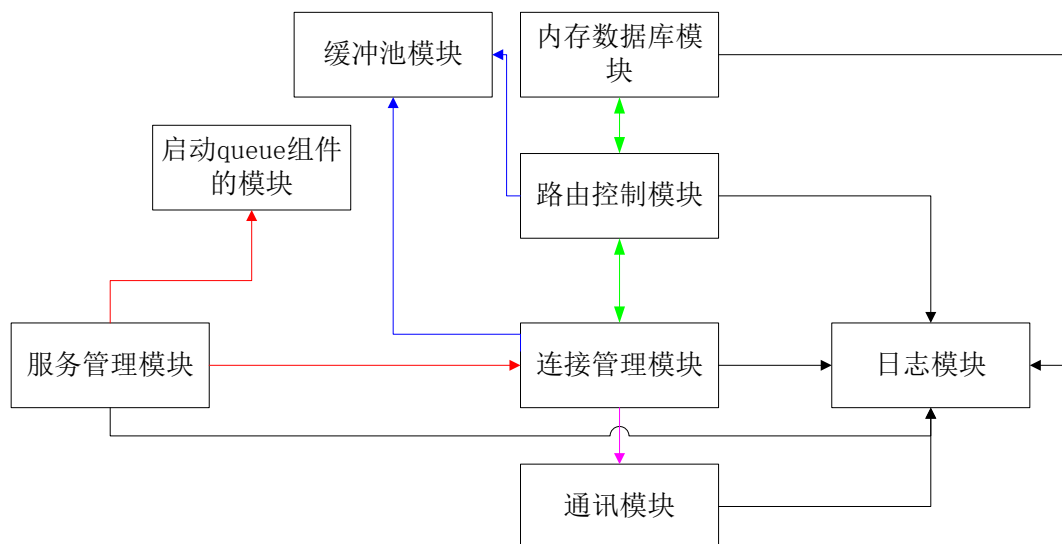 缓冲池模块
内存数据库模
块
启动queue组件
的模块
路由控制模块
服务管理模块
连接管理模块
日志模块
通讯模块